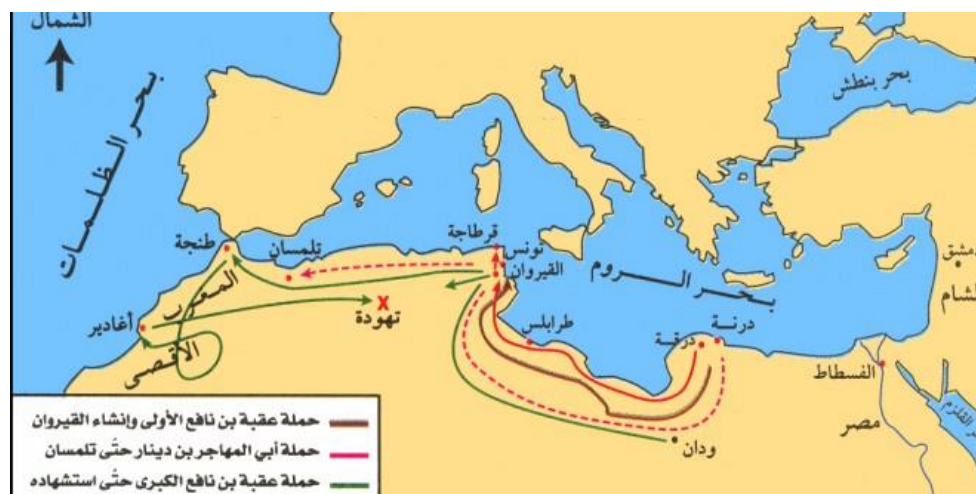 الشمال
بحر الظلمات
بحر بنطش
قرطاجة
تونس
القيروان
تلمسان
طنجة
المغرب
الأقصى
أغادير
تهودة
بحر الروم
طرابلس
درنة
درقة
دمشق
الشام
الفسطاط
مصر
ودان
القلزم
حملة عقبة بن نافع الأولى وإنشاء القيروان
حملة أبي المهاجر بن دينار حتى تلمسان
حملة عقبة بن نافع الكبرى حتى استشهاده